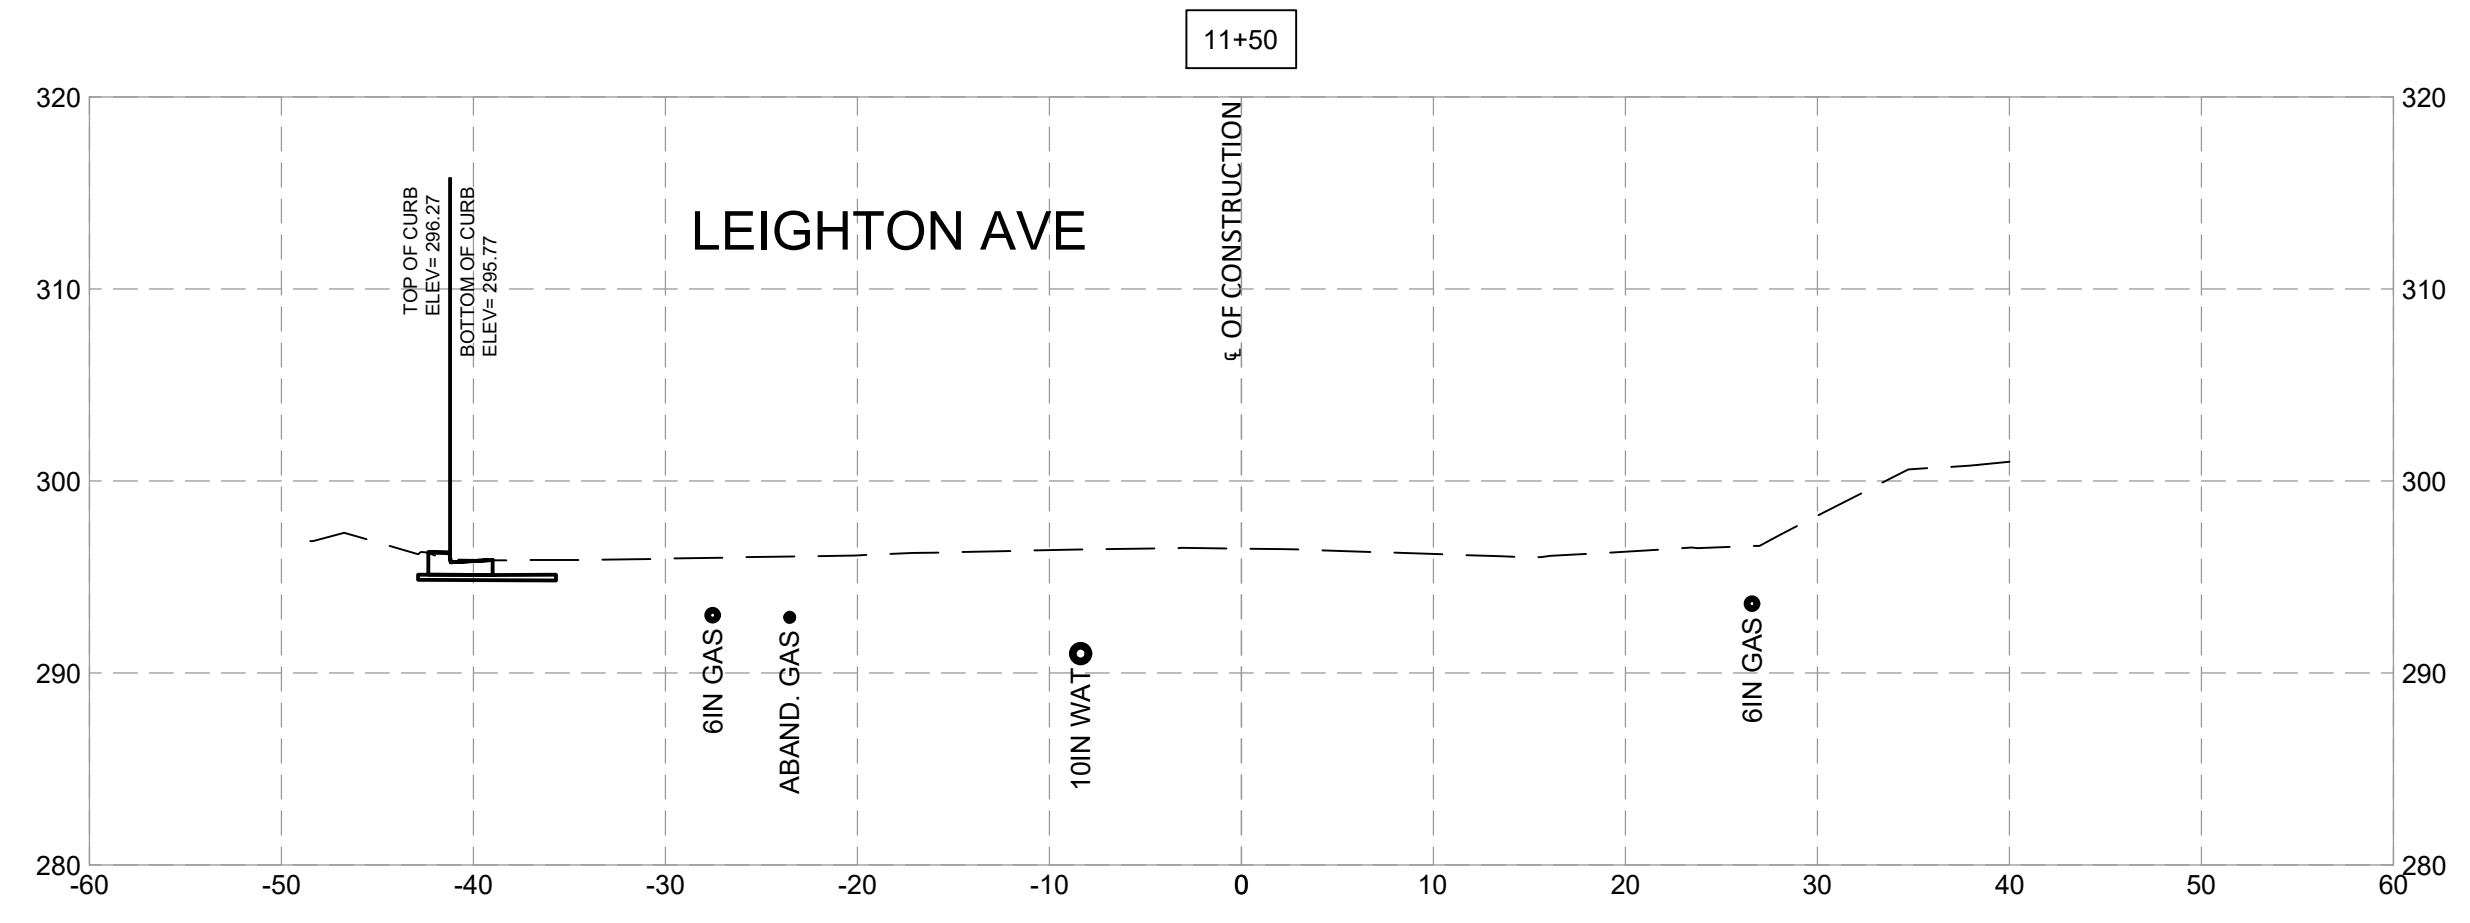 11+50
320
320
TOP OF CURB
ELEV= 296.27
BOTTOM OF CURB
ELEV= 295.77
LEIGHTON AVE
℄ OF CONSTRUCTION
310
310
300
300
290
290
6IN GAS
ABAND. GAS
10IN WAT
6IN GAS
280
280
-60
-50
-40
-30
-20
-10
0
10
20
30
40
50
60